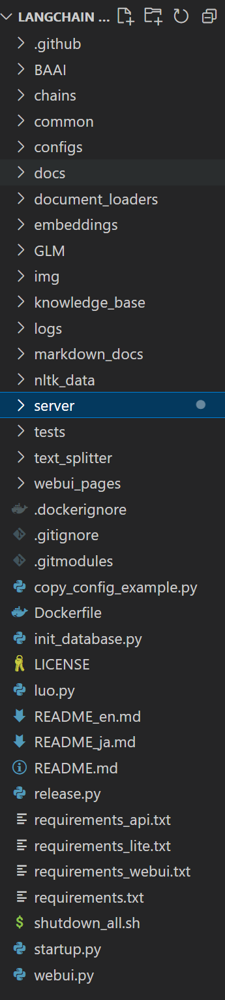 LANGCHAIN ...
.github
BAAI
chains
common
configs
docs
document_loaders
embeddings
GLM
img
knowledge_base
logs
markdown_docs
nltk_data
server
tests
text_splitter
webui_pages
.dockerignore
.gitignore
.gitmodules
copy_config_example.py
Dockerfile
init_database.py
LICENSE
luo.py
README_en.md
README_ja.md
README.md
release.py
requirements_api.txt
requirements_lite.txt
requirements_webui.txt
requirements.txt
shutdown_all.sh
startup.py
webui.py